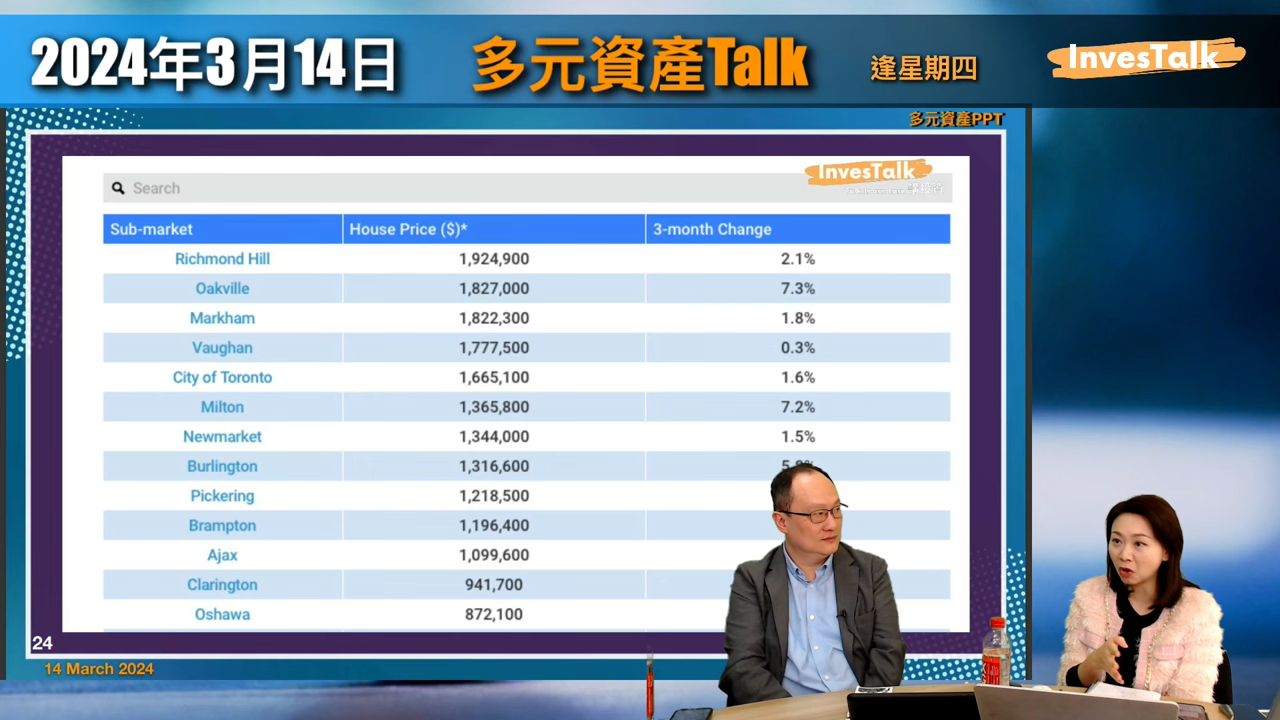 2024年3月14日 多元資產Talk 逢星期四 InvesTalk
多元資產PPT
InvesTalk
Search
Sub-market House Price ($)* 3-month Change
Richmond Hill 1,924,900 2.1%
Oakville 1,827,000 7.3%
Markham 1,822,300 1.8%
Vaughan 1,777,500 0.3%
City of Toronto 1,665,100 1.6%
Milton 1,365,800 7.2%
Newmarket 1,344,000 1.5%
Burlington 1,316,600
Pickering 1,218,500
Brampton 1,196,400
Ajax 1,099,600
Clarington 941,700
Oshawa 872,100
24
14 March 2024